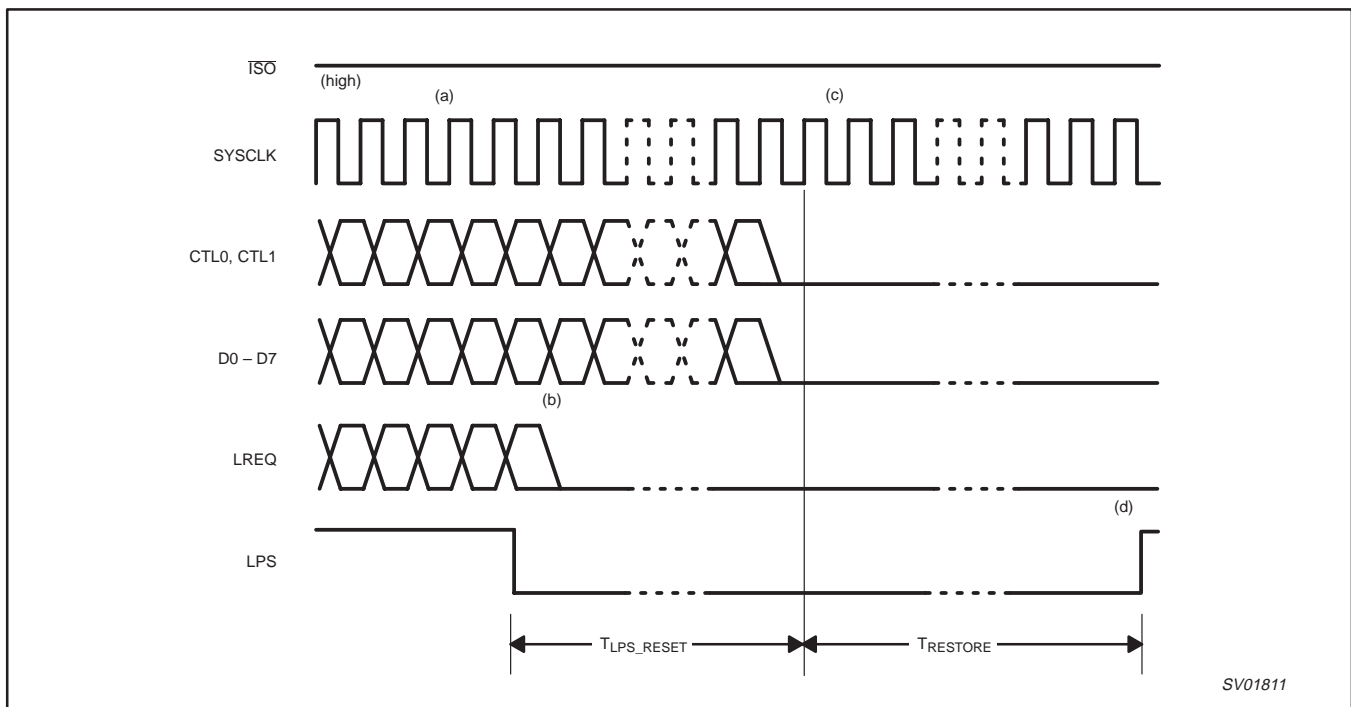 ISO
(high)
(a)
(c)
SYSCLK
CTL0, CTL1
D0 – D7
(b)
LREQ
(d)
LPS
TLPS_RESET
TRESTORE
SV01811